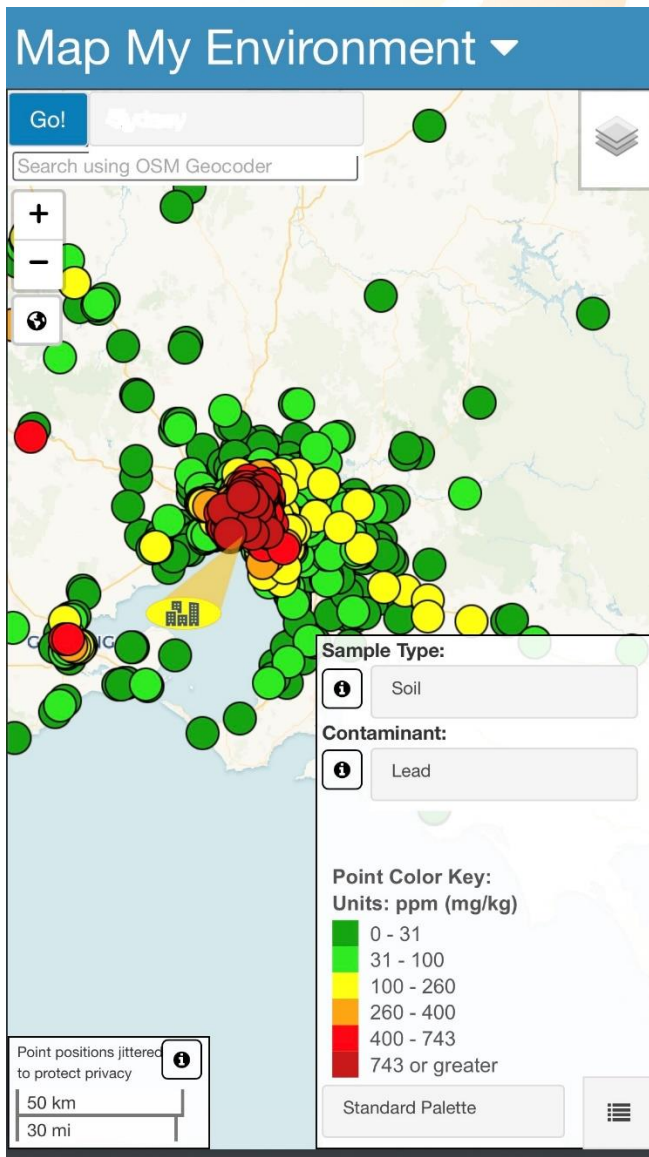 Map My Environment
Go!
Search using OSM Geocoder
+
−
Sample Type:
Soil
Contaminant:
Lead
Point Color Key:
Units: ppm (mg/kg)
0 - 31
31 - 100
100 - 260
260 - 400
400 - 743
743 or greater
Standard Palette
Point positions jittered
to protect privacy
50 km
30 mi